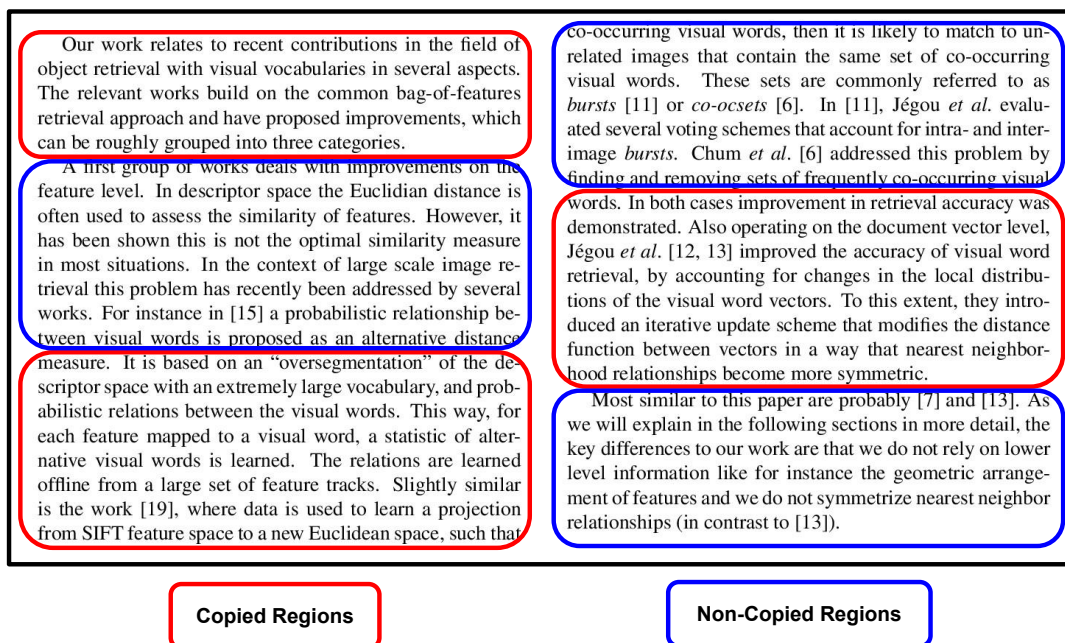 Our work relates to recent contributions in the field of
object retrieval with visual vocabularies in several aspects.
The relevant works build on the common bag-of-features
retrieval approach and have proposed improvements, which
can be roughly grouped into three categories.
A first group of works deals with improvements on the
feature level. In descriptor space the Euclidian distance is
often used to assess the similarity of features. However, it
has been shown this is not the optimal similarity measure
in most situations. In the context of large scale image re-
trieval this problem has recently been addressed by several
works. For instance in [15] a probabilistic relationship be-
tween visual words is proposed as an alternative distance
measure. It is based on an “oversegmentation” of the de-
scriptor space with an extremely large vocabulary, and prob-
abilistic relations between the visual words. This way, for
each feature mapped to a visual word, a statistic of alter-
native visual words is learned. The relations are learned
offline from a large set of feature tracks. Slightly similar
is the work [19], where data is used to learn a projection
from SIFT feature space to a new Euclidean space, such that
co-occurring visual words, then it is likely to match to un-
related images that contain the same set of co-occurring
visual words. These sets are commonly referred to as
bursts [11] or co-ocsets [6]. In [11], Jégou et al. evalu-
ated several voting schemes that account for intra- and inter-
image bursts. Chum et al. [6] addressed this problem by
finding and removing sets of frequently co-occurring visual
words. In both cases improvement in retrieval accuracy was
demonstrated. Also operating on the document vector level,
Jégou et al. [12, 13] improved the accuracy of visual word
retrieval, by accounting for changes in the local distribu-
tions of the visual word vectors. To this extent, they intro-
duced an iterative update scheme that modifies the distance
function between vectors in a way that nearest neighbor-
hood relationships become more symmetric.
Most similar to this paper are probably [7] and [13]. As
we will explain in the following sections in more detail, the
key differences to our work are that we do not rely on lower
level information like for instance the geometric arrange-
ment of features and we do not symmetrize nearest neighbor
relationships (in contrast to [13]).
Copied Regions
Non-Copied Regions